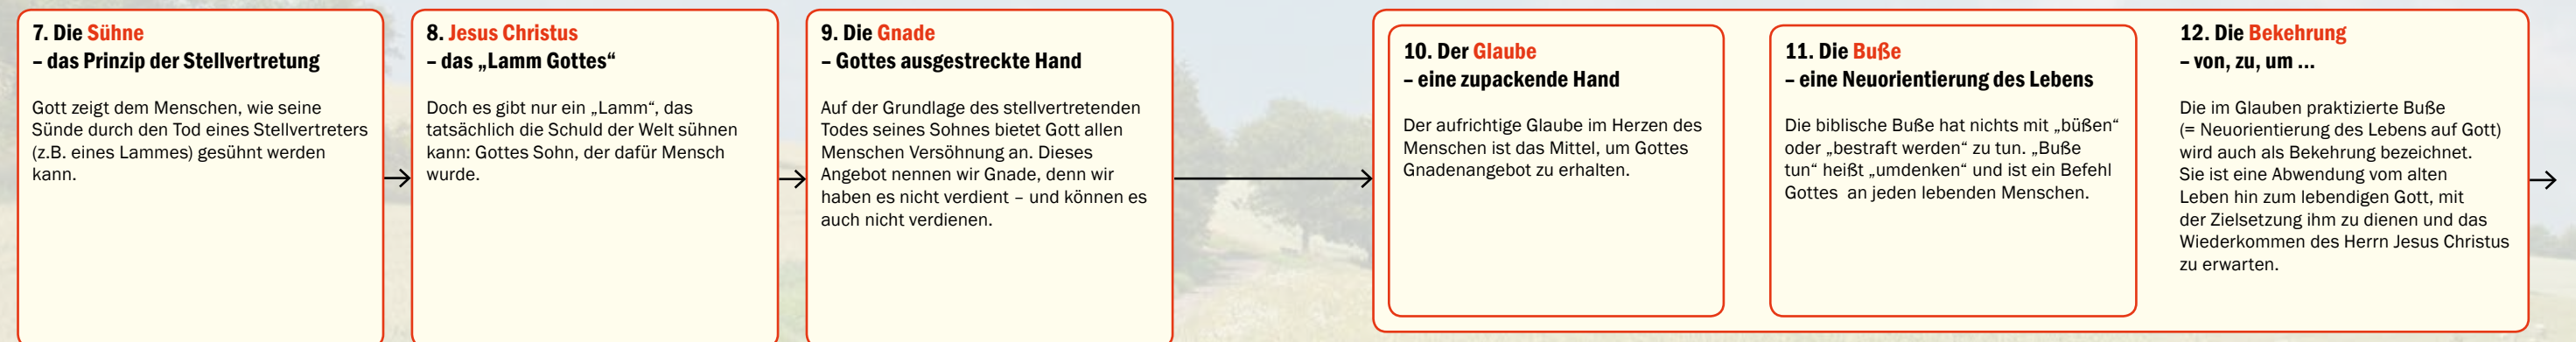 7. Die Sühne
– das Prinzip der Stellvertretung
Gott zeigt dem Menschen, wie seine
Sünde durch den Tod eines Stellvertreters
(z.B. eines Lammes) gesühnt werden
kann.
8. Jesus Christus
– das „Lamm Gottes“
Doch es gibt nur ein „Lamm“, das
tatsächlich die Schuld der Welt sühnen
kann: Gottes Sohn, der dafür Mensch
wurde.
9. Die Gnade
– Gottes ausgestreckte Hand
Auf der Grundlage des stellvertretenden
Todes seines Sohnes bietet Gott allen
Menschen Versöhnung an. Dieses
Angebot nennen wir Gnade, denn wir
haben es nicht verdient – und können es
auch nicht verdienen.
10. Der Glaube
– eine zupackende Hand
Der aufrichtige Glaube im Herzen des
Menschen ist das Mittel, um Gottes
Gnadenangebot zu erhalten.
11. Die Buße
– eine Neuorientierung des Lebens
Die biblische Buße hat nichts mit „büßen“
oder „bestraft werden“ zu tun. „Buße
tun“ heißt „umdenken“ und ist ein Befehl
Gottes  an jeden lebenden Menschen.
12. Die Bekehrung
– von, zu, um ...
Die im Glauben praktizierte Buße
(= Neuorientierung des Lebens auf Gott)
wird auch als Bekehrung bezeichnet.
Sie ist eine Abwendung vom alten
Leben hin zum lebendigen Gott, mit
der Zielsetzung ihm zu dienen und das
Wiederkommen des Herrn Jesus Christus
zu erwarten.